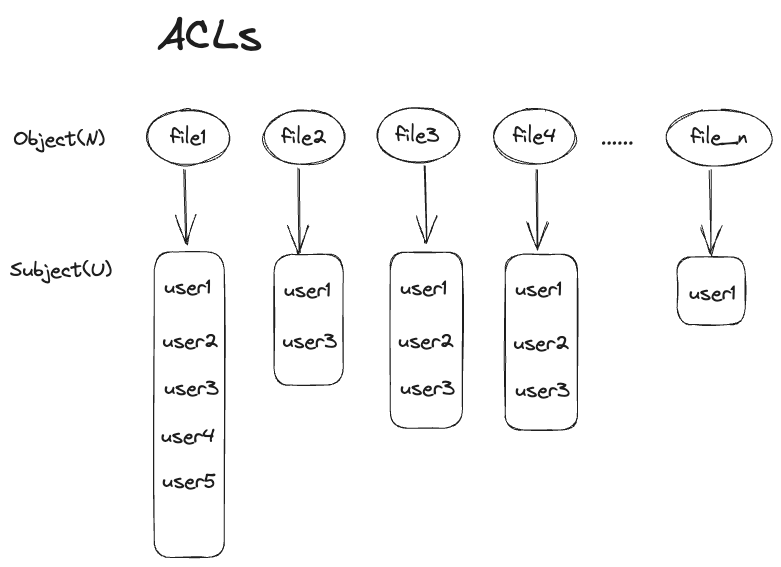 ACLs
Object(N)
file1
file2
file3
file4
......
file_n
Subject(U)
user1
user2
user3
user4
user5
user1
user3
user1
user2
user3
user1
user2
user3
user1